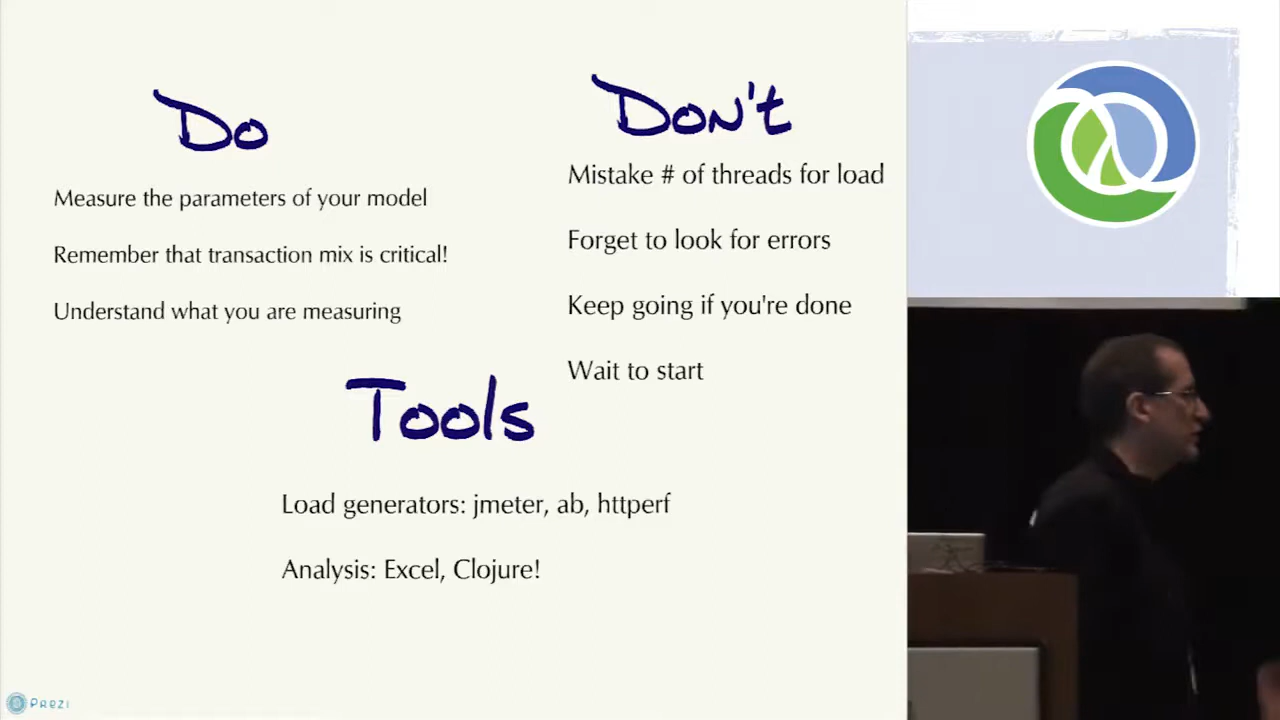 Do
Measure the parameters of your model
Remember that transaction mix is critical!
Understand what you are measuring
Don't
Mistake # of threads for load
Forget to look for errors
Keep going if you're done
Wait to start
Tools
Load generators: jmeter, ab, httperf
Analysis: Excel, Clojure!
Prezi